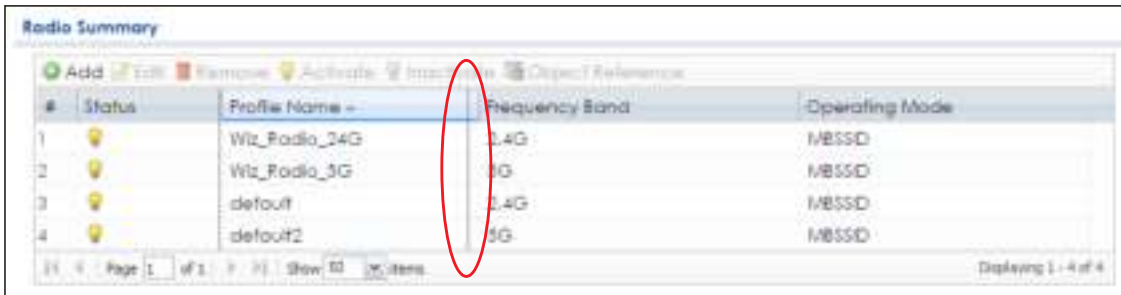 Radio Summary
Add Edit Remove Activate Inactivate Object Reference
# Status Profile Name Frequency Band Operating Mode
1 Wiz_Radio_24G 2.4G MBSSID
2 Wiz_Radio_5G 5G MBSSID
3 default 2.4G MBSSID
4 default2 5G MBSSID
Page 1 of 1 Show 50 items Displaying 1 - 4 of 4